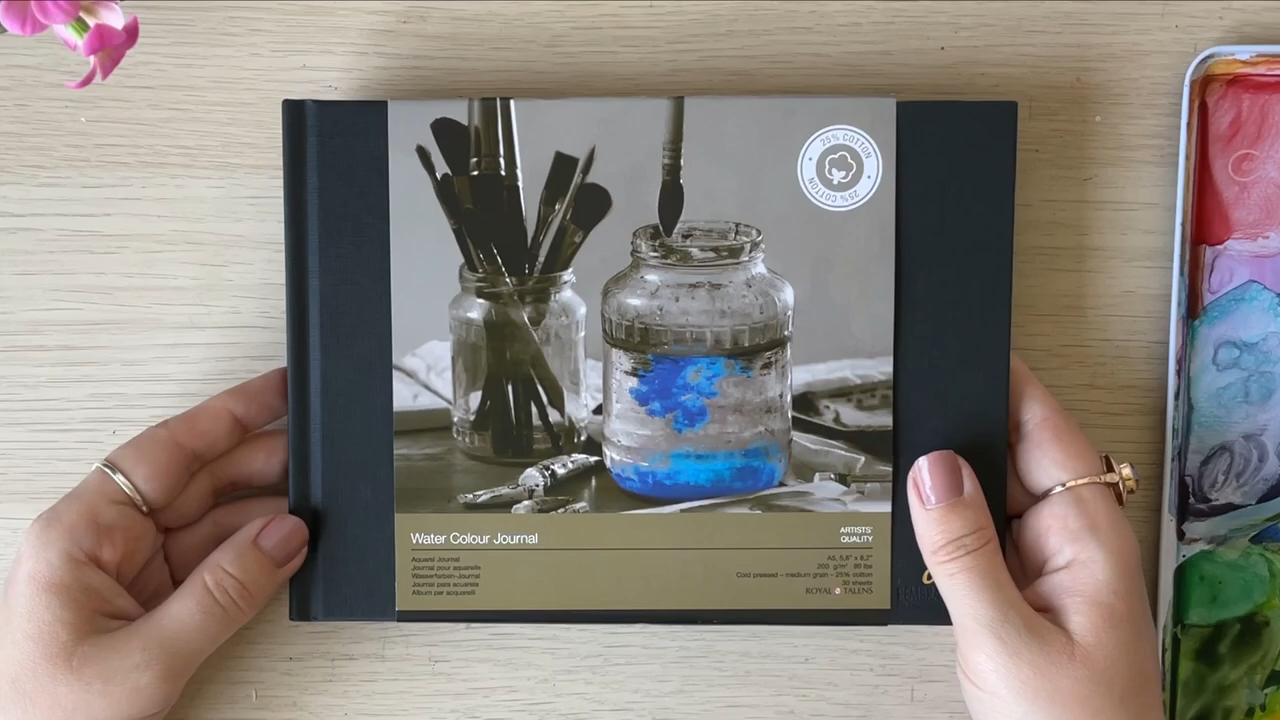 25% COTTON
25% COTTON
Water Colour Journal
ARTISTS'
QUALITY
Aquarel Journal
Journal pour aquarelle
Wasserfarben-Journal
Journal para acuarela
Album per acquarelli
A5, 5,8" x 8,2"
200 g/m² 90 lbs
Cold pressed – medium grain – 25% cotton
30 sheets
ROYAL TALENS